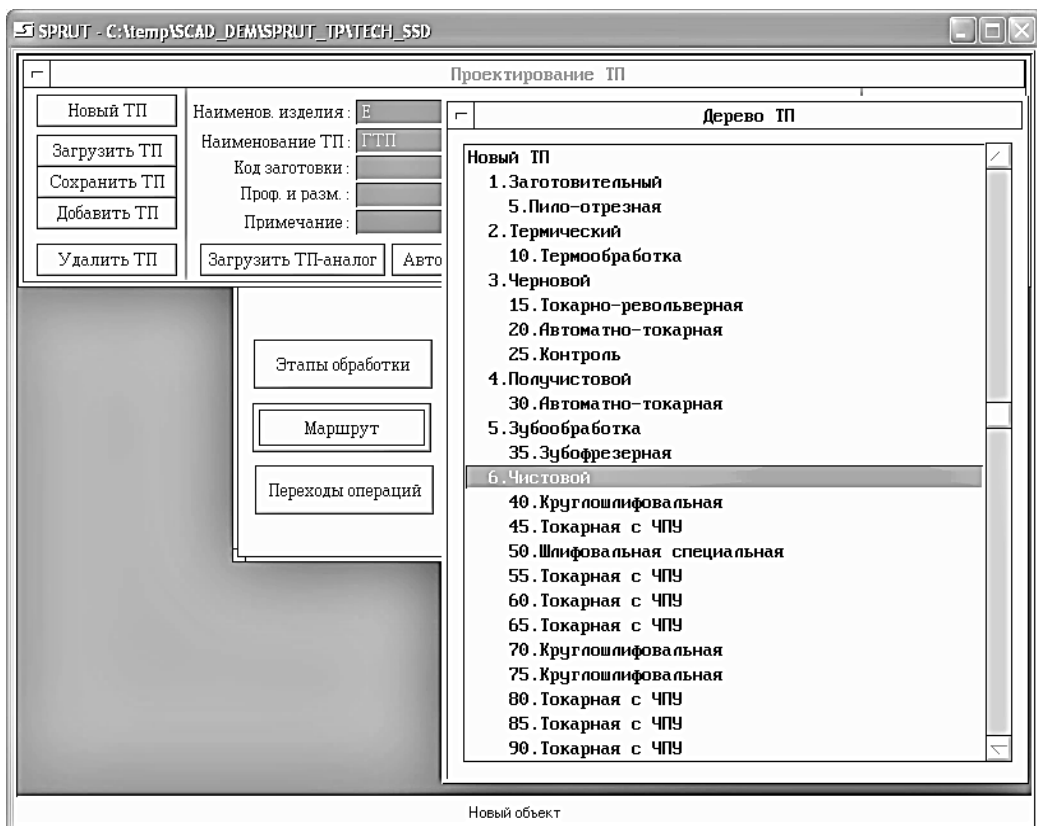 SPRUT - C:\temp\SCAD_DEM\SPRUT_TP\TECH_SSD
Проектирование ТП
Новый ТП
Загрузить ТП
Сохранить ТП
Добавить ТП
Удалить ТП
Наименов. изделия: Е
Наименование ТП: ГТП
Код заготовки:
Проф. и разм. :
Примечание:
Загрузить ТП-аналог
Авто
Этапы обработки
Маршрут
Переходы операций
Дерево ТП
Новый ТП
1.Заготовительный
5.Пило-отрезная
2.Термический
10.Термообработка
3.Черновой
15.Токарно-револьверная
20.Автоматно-токарная
25.Контроль
4.Получистовой
30.Автоматно-токарная
5.Зубообработка
35.Зубофрезерная
6.Чистовой
40.Круглошлифовальная
45.Токарная с ЧПУ
50.Шлифовальная специальная
55.Токарная с ЧПУ
60.Токарная с ЧПУ
65.Токарная с ЧПУ
70.Круглошлифовальная
75.Круглошлифовальная
80.Токарная с ЧПУ
85.Токарная с ЧПУ
90.Токарная с ЧПУ
Новый объект